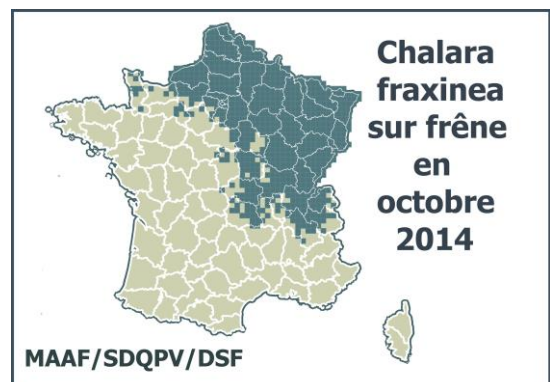 Chalara
fraxinea
sur frêne
en
octobre
2014
MAAF/SDQPV/DSF